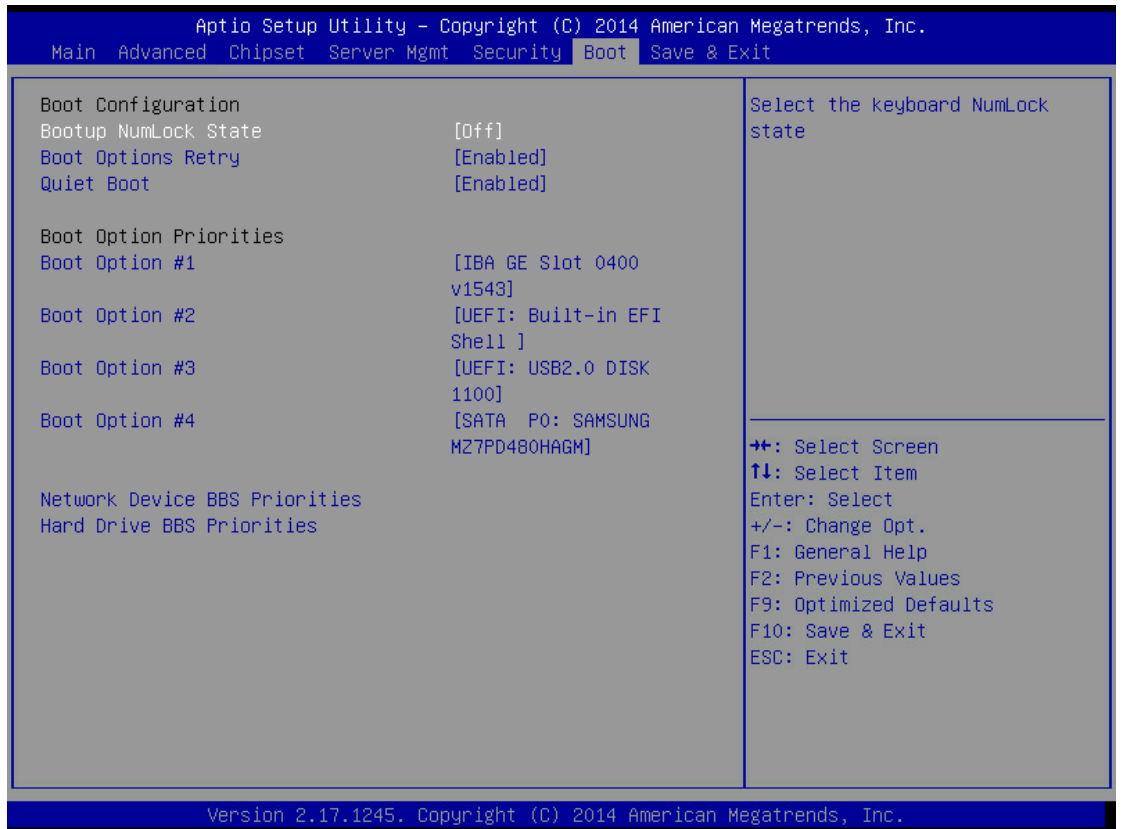 Aptio Setup Utility – Copyright (C) 2014 American Megatrends, Inc.
Main Advanced Chipset Server Mgmt Security Boot Save & Exit
Boot Configuration
Bootup NumLock State [Off]
Boot Options Retry [Enabled]
Quiet Boot [Enabled]
Boot Option Priorities
Boot Option #1 [IBA GE Slot 0400
v1543]
Boot Option #2 [UEFI: Built-in EFI
Shell ]
Boot Option #3 [UEFI: USB2.0 DISK
1100]
Boot Option #4 [SATA PO: SAMSUNG
MZ7PD480HAGM]
Network Device BBS Priorities
Hard Drive BBS Priorities
Select the keyboard NumLock
state
→←: Select Screen
↑↓: Select Item
Enter: Select
+/-: Change Opt.
F1: General Help
F2: Previous Values
F9: Optimized Defaults
F10: Save & Exit
ESC: Exit
Version 2.17.1245. Copyright (C) 2014 American Megatrends, Inc.